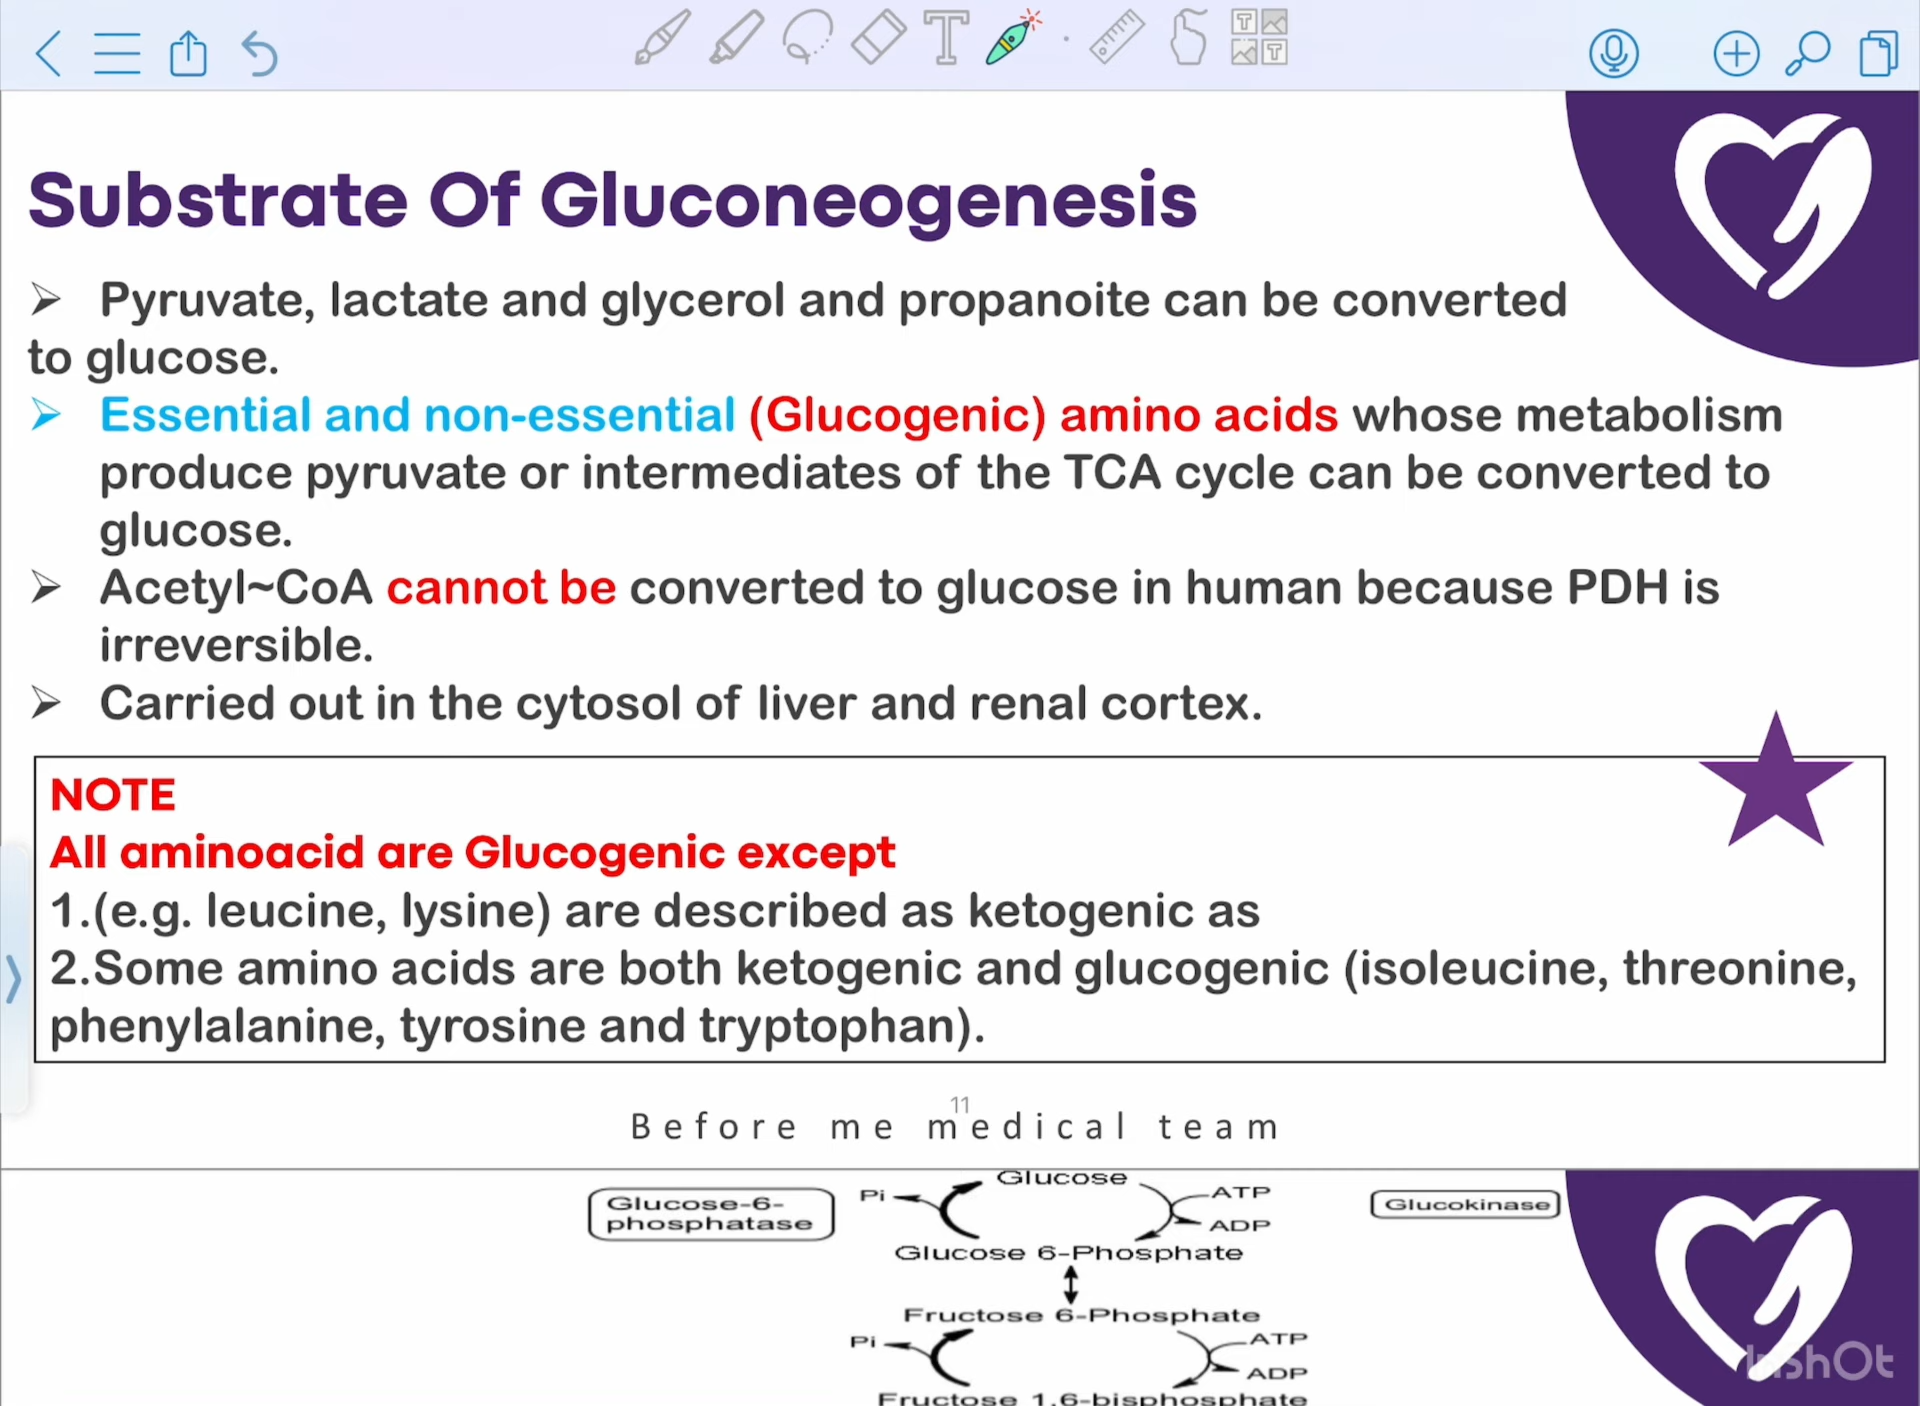 Substrate Of Gluconeogenesis
➢ Pyruvate, lactate and glycerol and propanoite can be converted
to glucose.
➢ Essential and non-essential (Glucogenic) amino acids whose metabolism
produce pyruvate or intermediates of the TCA cycle can be converted to
glucose.
➢ Acetyl~CoA cannot be converted to glucose in human because PDH is
irreversible.
➢ Carried out in the cytosol of liver and renal cortex.
NOTE
All aminoacid are Glucogenic except
1.(e.g. leucine, lysine) are described as ketogenic as
2.Some amino acids are both ketogenic and glucogenic (isoleucine, threonine,
phenylalanine, tyrosine and tryptophan).
11
Before me medical team
Glucose
Glucose-6-
phosphatase
Pi
ATP
ADP
Glucokinase
Glucose 6-Phosphate
Fructose 6-Phosphate
Pi
ATP
ADP
Fructose 1,6-bisphosphate
InShOt